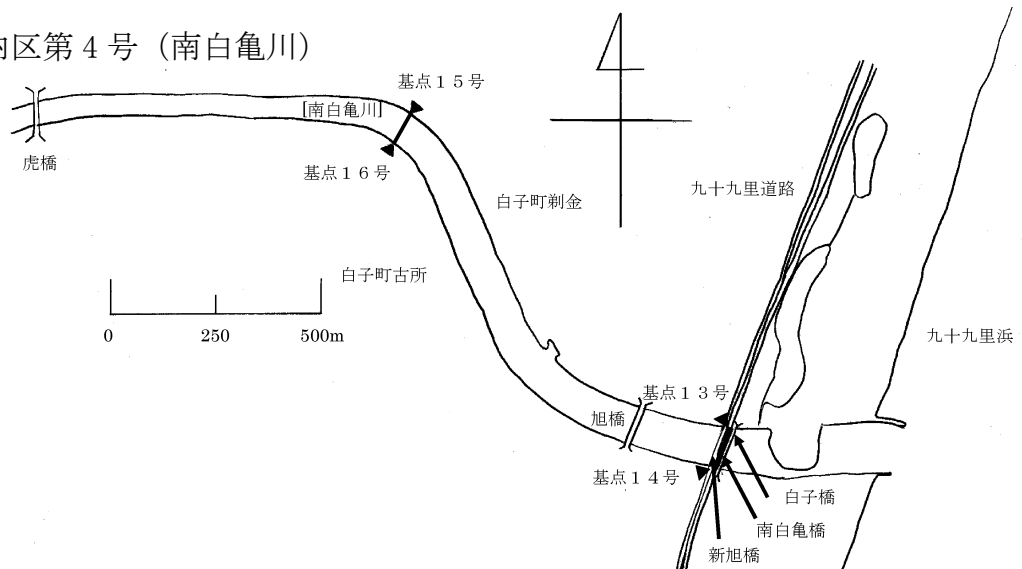 内区第４号（南白亀川）
基点１５号
[南白亀川]
虎橋
基点１６号
九十九里道路
白子町剃金
白子町古所
0 250 500m
九十九里浜
基点１３号
旭橋
基点１４号
白子橋
南白亀橋
新旭橋